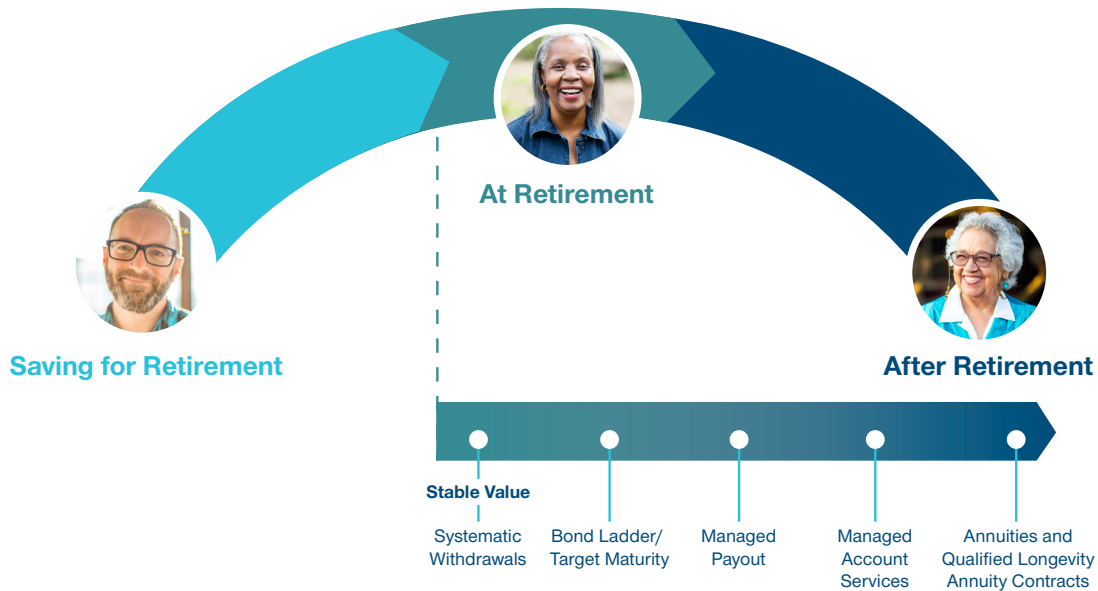 At Retirement
Saving for Retirement
After Retirement
Stable Value
Systematic
Withdrawals
Bond Ladder/
Target Maturity
Managed
Payout
Managed
Account
Services
Annuities and
Qualified Longevity
Annuity Contracts